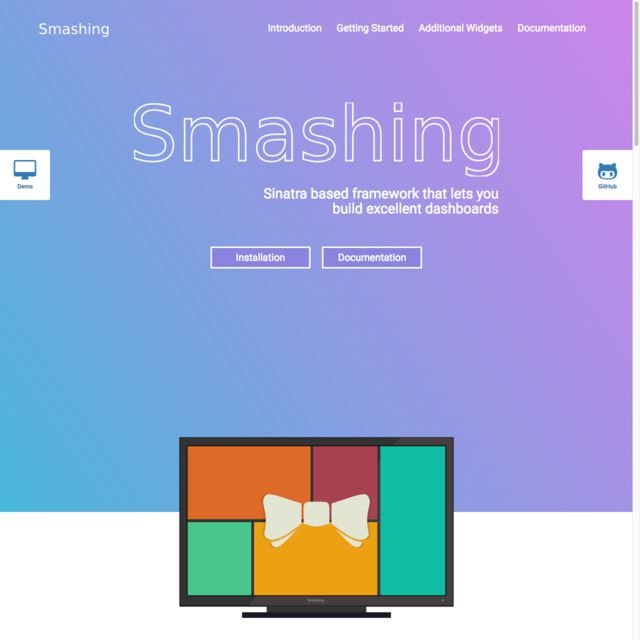 Smashing
Introduction Getting Started Additional Widgets Documentation
Smashing
Sinatra based framework that lets you
build excellent dashboards
Demo
GitHub
Installation Documentation
Smashing